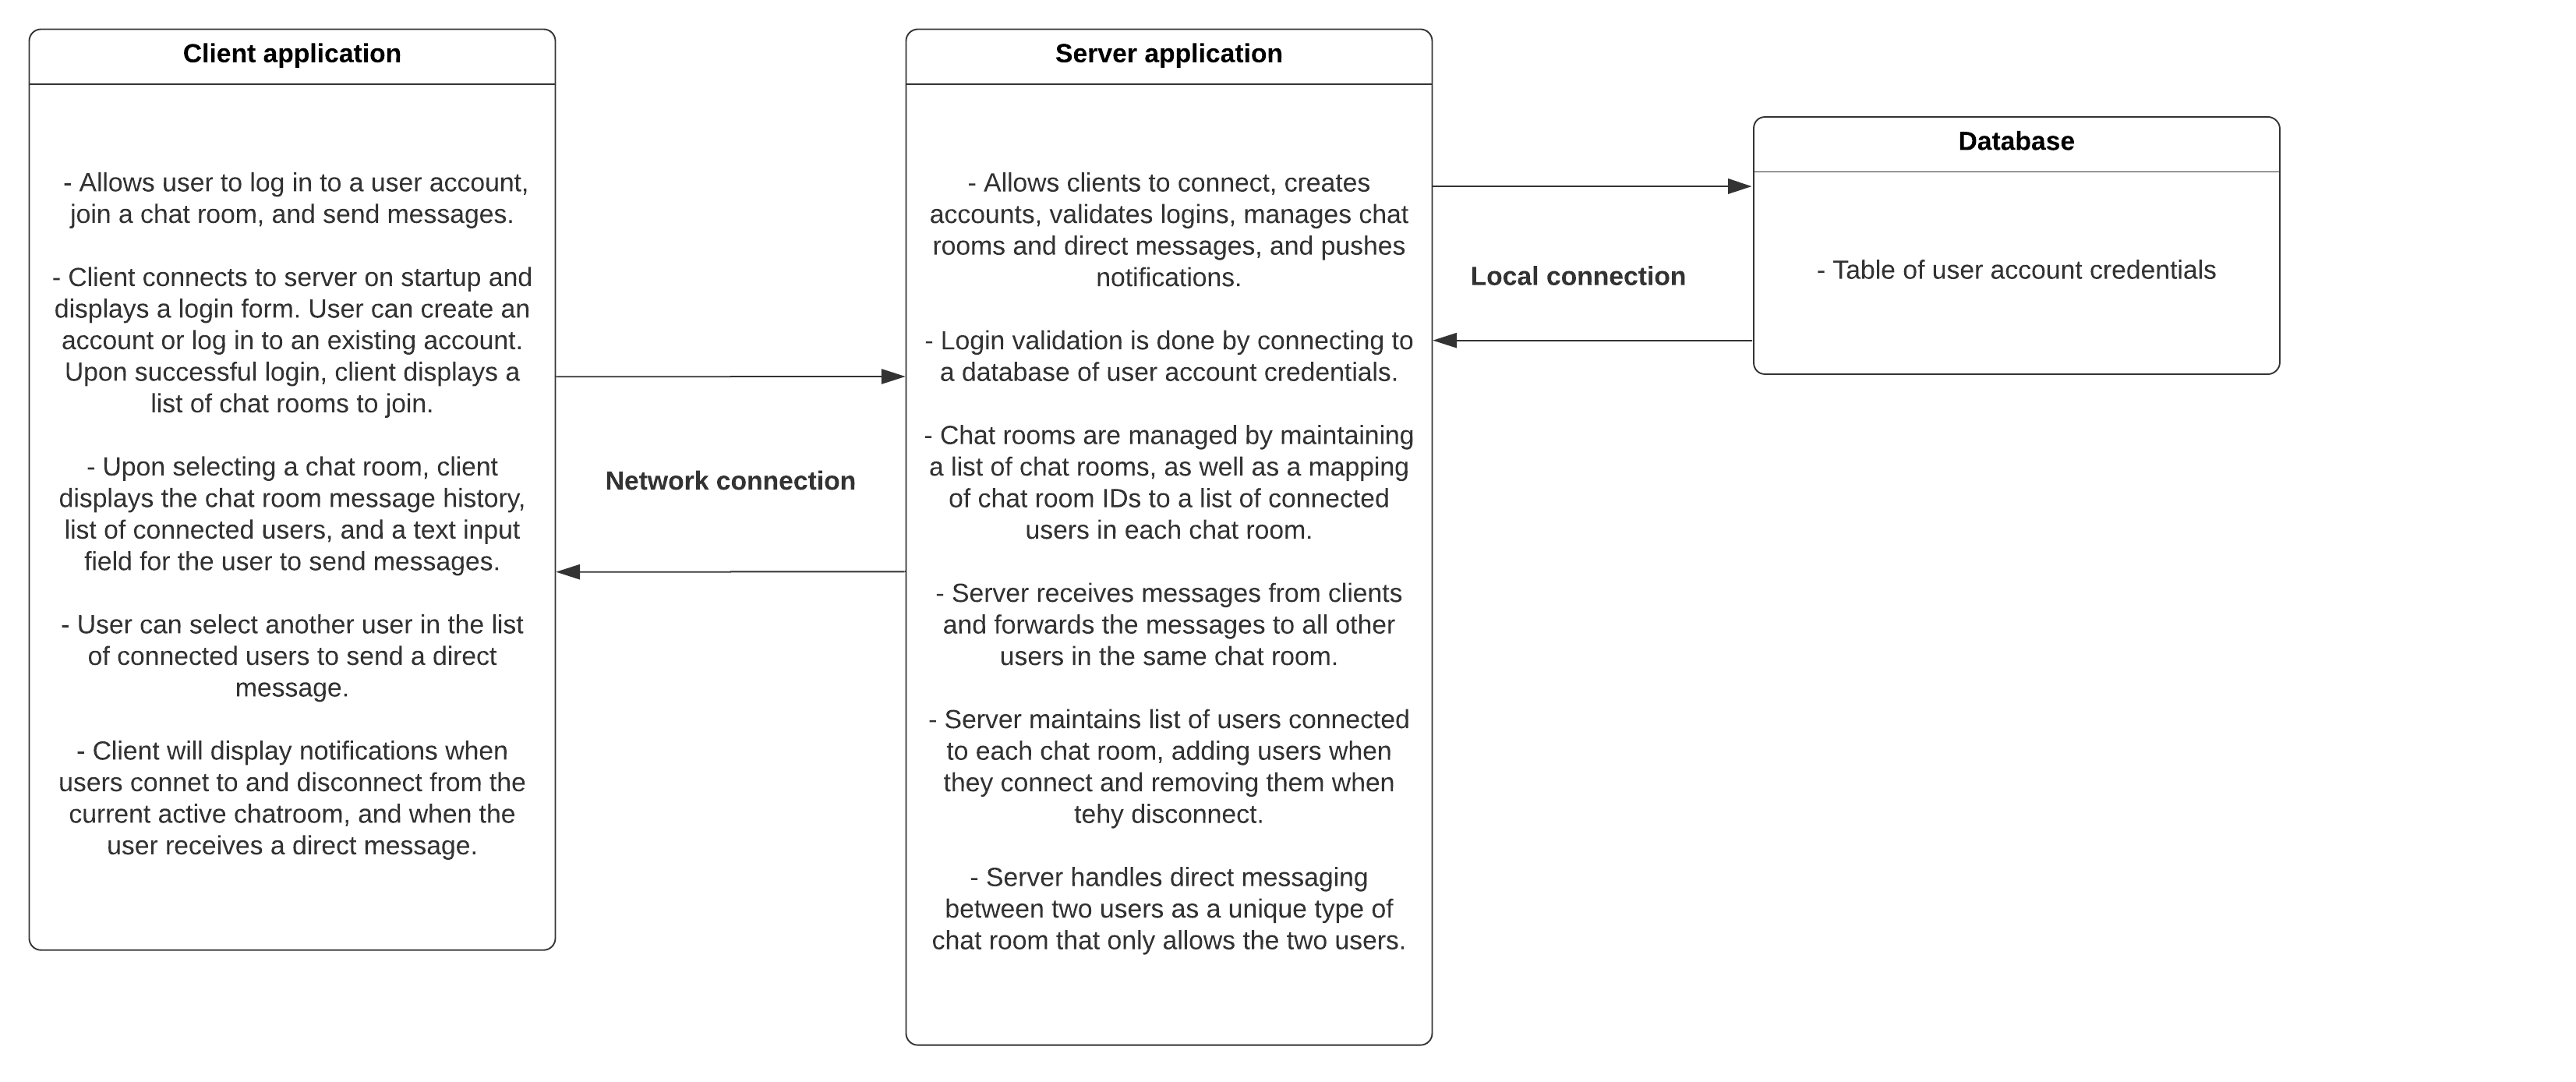 Client application
- Allows user to log in to a user account,
join a chat room, and send messages.
- Client connects to server on startup and
displays a login form. User can create an
account or log in to an existing account.
Upon successful login, client displays a
list of chat rooms to join.
- Upon selecting a chat room, client
displays the chat room message history,
list of connected users, and a text input
field for the user to send messages.
- User can select another user in the list
of connected users to send a direct
message.
- Client will display notifications when
users connet to and disconnect from the
current active chatroom, and when the
user receives a direct message.
Network connection
Server application
- Allows clients to connect, creates
accounts, validates logins, manages chat
rooms and direct messages, and pushes
notifications.
- Login validation is done by connecting to
a database of user account credentials.
- Chat rooms are managed by maintaining
a list of chat rooms, as well as a mapping
of chat room IDs to a list of connected
users in each chat room.
- Server receives messages from clients
and forwards the messages to all other
users in the same chat room.
- Server maintains list of users connected
to each chat room, adding users when
they connect and removing them when
tehy disconnect.
- Server handles direct messaging
between two users as a unique type of
chat room that only allows the two users.
Local connection
Database
- Table of user account credentials